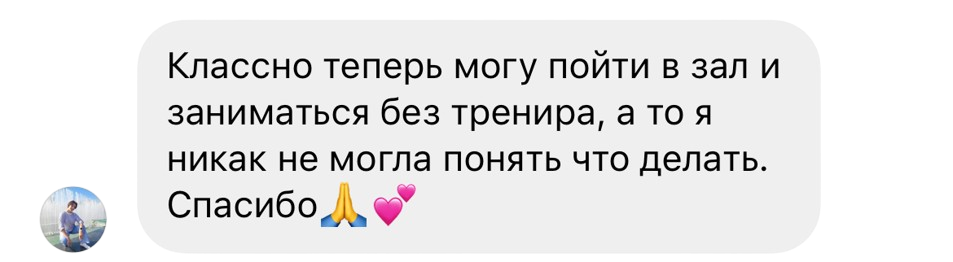 Классно теперь могу пойти в зал и
заниматься без тренира, а то я
никак не могла понять что делать.
Спасибо🙏💕